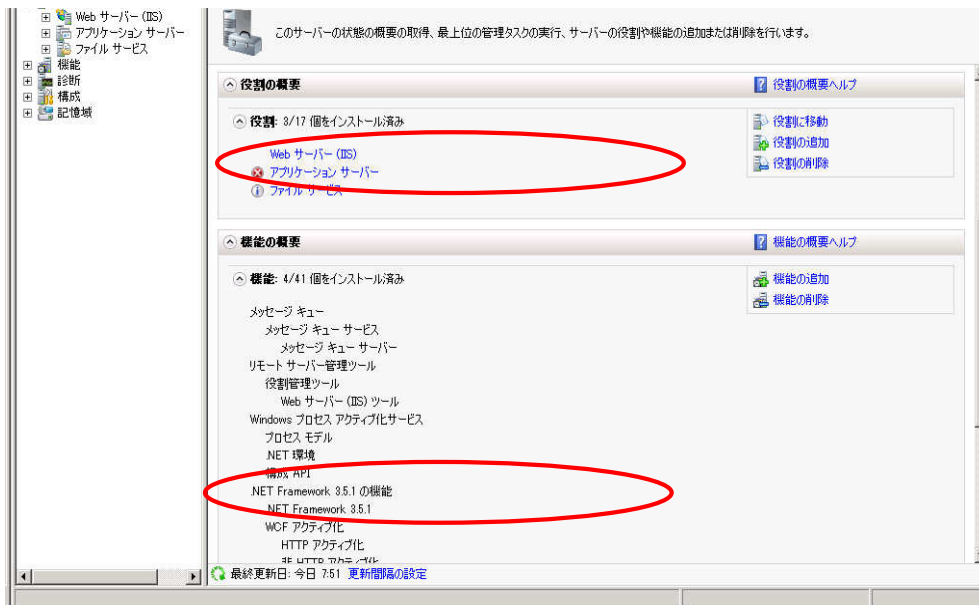 Web サーバー (IIS)
アプリケーション サーバー
ファイル サービス
機能
診断
構成
記憶域
このサーバーの状態の概要の取得、最上位の管理タスクの実行、サーバーの役割や機能の追加または削除を行います。
役割の概要
役割の概要ヘルプ
役割: 3/17 個をインストール済み
役割に移動
役割の追加
役割の削除
Web サーバー (IIS)
アプリケーション サーバー
ファイル サービス
機能の概要
機能の概要ヘルプ
機能: 4/41 個をインストール済み
機能の追加
機能の削除
メッセージ キュー
メッセージ キュー サービス
メッセージ キュー サーバー
リモート サーバー管理ツール
役割管理ツール
Web サーバー (IIS) ツール
Windows プロセス アクティブ化サービス
プロセス モデル
.NET 環境
構成 API
.NET Framework 3.5.1 の機能
.NET Framework 3.5.1
WCF アクティブ化
HTTP アクティブ化
非 HTTP アクティブ化
最終更新日: 今日 7:51 更新間隔の設定